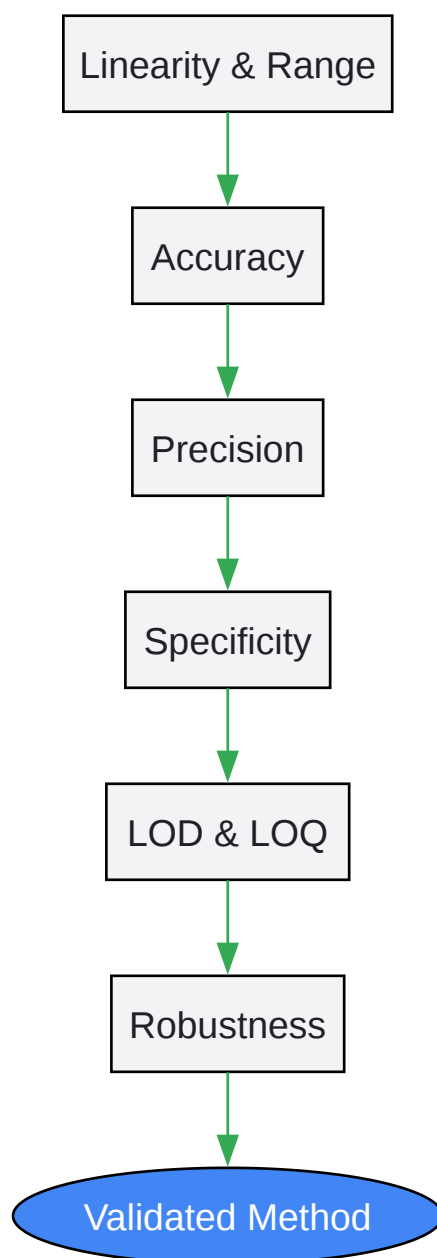 Linearity & Range
Accuracy
Precision
Specificity
LOD & LOQ
Robustness
Validated Method